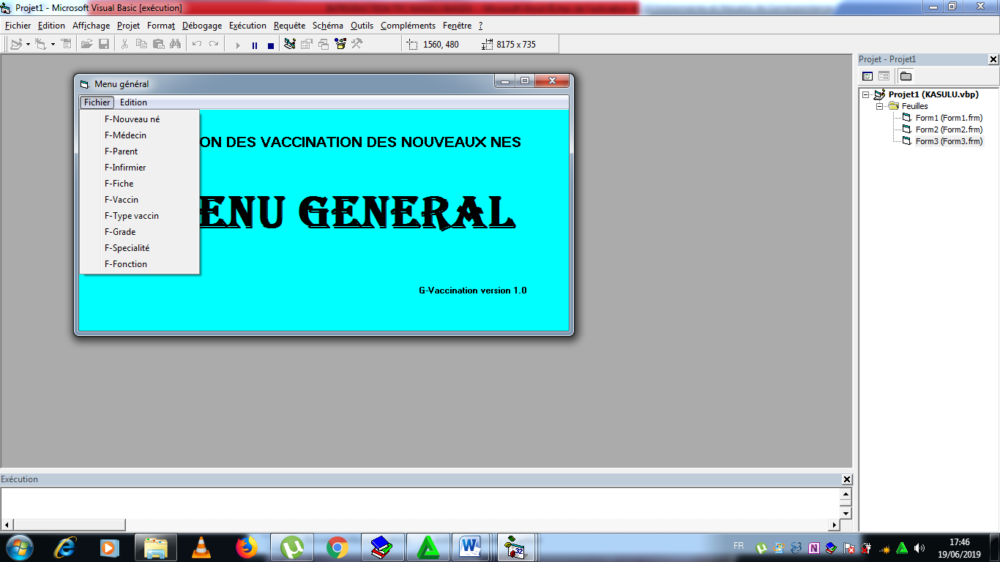 Projet1 - Microsoft Visual Basic [exécution]
Fichier Edition Affichage Projet Format Débogage Exécution Requête Schéma Outils Compléments Fenêtre ?
1560, 480 8175 x 735
Projet - Projet1
Projet1 (KASULU.vbp)
Feuilles
Form1 (Form1.frm)
Form2 (Form2.frm)
Form3 (Form3.frm)
Menu général
Fichier Edition
F-Nouveau né
F-Médecin
F-Parent
F-Infirmier
F-Fiche
F-Vaccin
F-Type vaccin
F-Grade
F-Specialité
F-Fonction
ON DES VACCINATION DES NOUVEAUX NES
ENU GENERAL
G-Vaccination version 1.0
Exécution
FR
17:46
19/06/2019